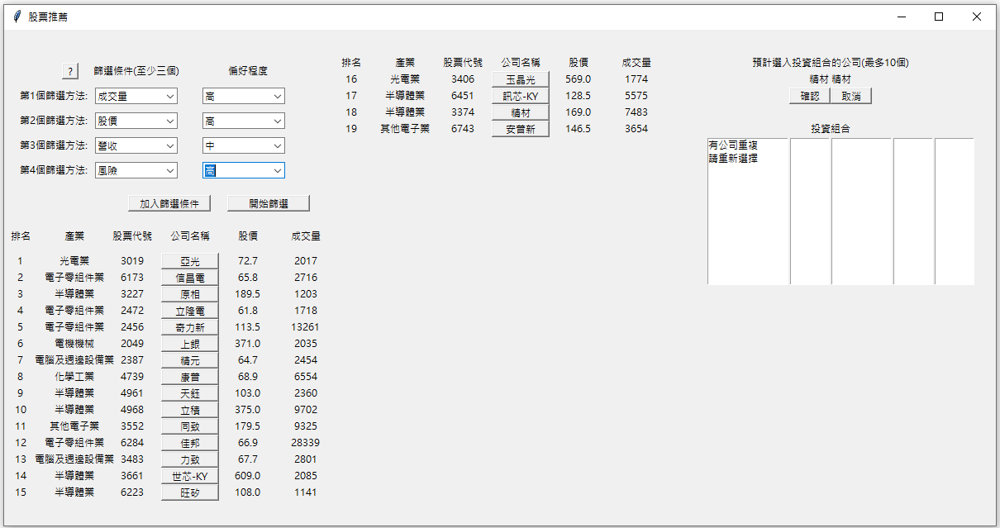 股票推薦
? 篩選條件(至少三個) 偏好程度
第1個篩選方法: 成交量 高
第2個篩選方法: 股價 高
第3個篩選方法: 營收 中
第4個篩選方法: 風險 高
加入篩選條件 開始篩選
排名 產業 股票代號 公司名稱 股價 成交量
1 光電業 3019 亞光 72.7 2017
2 電子零組件業 6173 信昌電 65.8 2716
3 半導體業 3227 原相 189.5 1203
4 電子零組件業 2472 立隆電 61.8 1718
5 電子零組件業 2456 奇力新 113.5 13261
6 電機機械 2049 上銀 371.0 2035
7 電腦及週邊設備業 2387 精元 64.7 2454
8 化學工業 4739 康普 68.9 6554
9 半導體業 4961 天鈺 103.0 2360
10 半導體業 4968 立積 375.0 9702
11 其他電子業 3552 同致 179.5 9325
12 電子零組件業 6284 佳邦 66.9 28339
13 電腦及週邊設備業 3483 力致 67.7 2801
14 半導體業 3661 世芯-KY 609.0 2085
15 半導體業 6223 旺矽 108.0 1141
排名 產業 股票代號 公司名稱 股價 成交量
16 光電業 3406 玉晶光 569.0 1774
17 半導體業 6451 訊芯-KY 128.5 5575
18 半導體業 3374 精材 169.0 7483
19 其他電子業 6743 安普新 146.5 3654
預計選入投資組合的公司(最多10個)
精材 精材
確認 取消
投資組合
有公司重複
請重新選擇